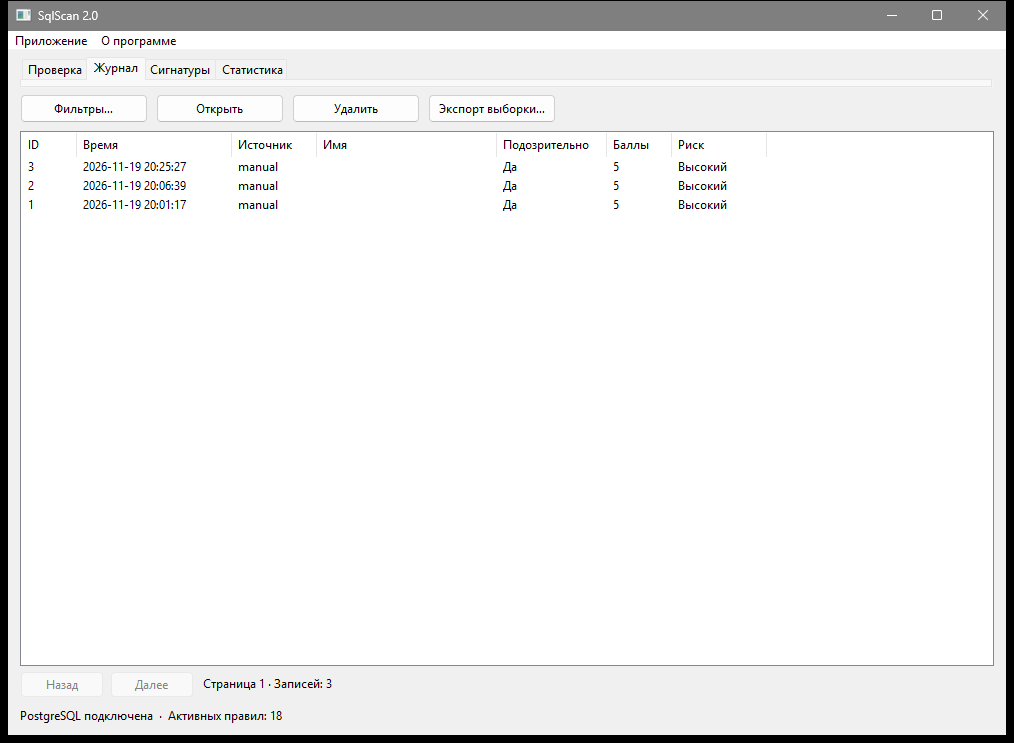 SqlScan 2.0
Приложение О программе
Проверка Журнал Сигнатуры Статистика
Фильтры... Открыть Удалить Экспорт выборки...
ID Время Источник Имя Подозрительно Баллы Риск
3 2026-11-19 20:25:27 manual Да 5 Высокий
2 2026-11-19 20:06:39 manual Да 5 Высокий
1 2026-11-19 20:01:17 manual Да 5 Высокий
Назад Далее Страница 1 · Записей: 3
PostgreSQL подключена · Активных правил: 18